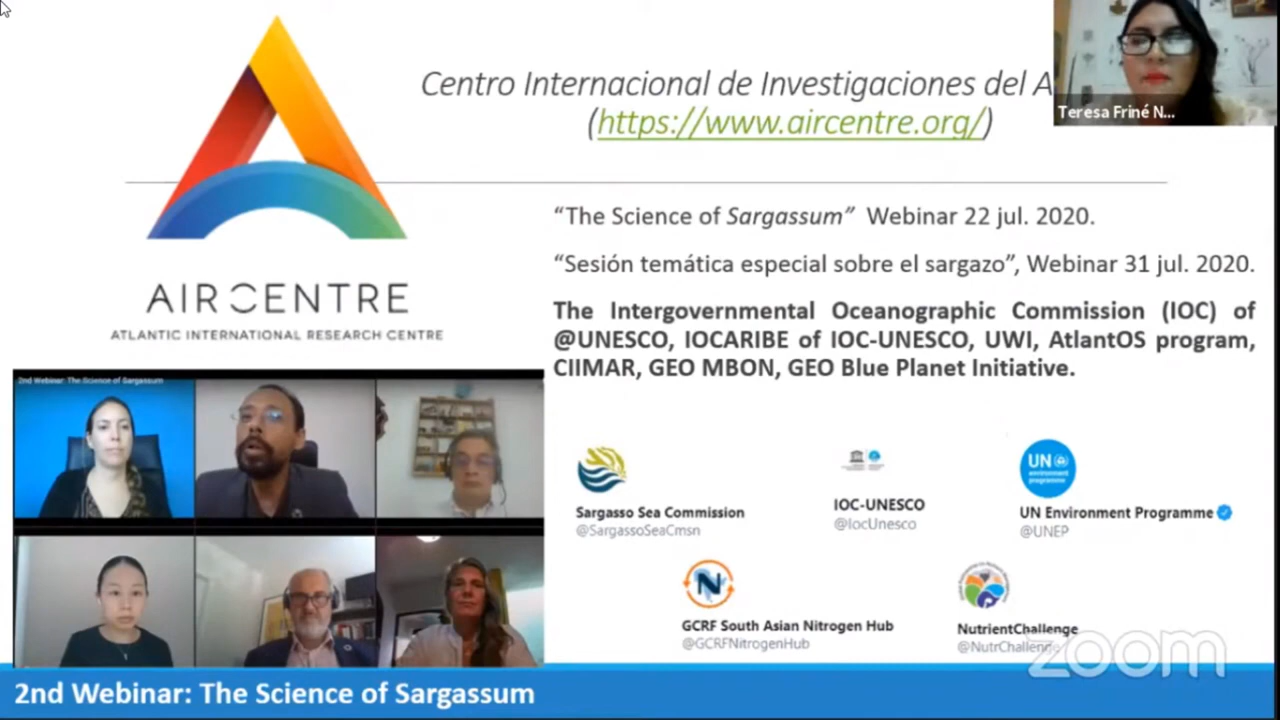 Centro Internacional de Investigaciones del A
(https://www.aircentre.org/)
Teresa Friné N...
"The Science of Sargassum" Webinar 22 jul. 2020.
"Sesión temática especial sobre el sargazo", Webinar 31 jul. 2020.
The Intergovernmental Oceanographic Commission (IOC) of
@UNESCO, IOCARIBE of IOC-UNESCO, UWI, AtlantOS program,
CIIMAR, GEO MBON, GEO Blue Planet Initiative.
AIR CENTRE
ATLANTIC INTERNATIONAL RESEARCH CENTRE
2nd Webinar: The Science of Sargassum
UN
environment
programme
Sargasso Sea Commission
@SargassoSeaCmsn
IOC-UNESCO
@IocUnesco
UN Environment Programme
@UNEP
N
GCRF South Asian Nitrogen Hub
@GCRFNitrogenHub
NutrientChallenge
@NutrChallenge
zoom
2nd Webinar: The Science of Sargassum